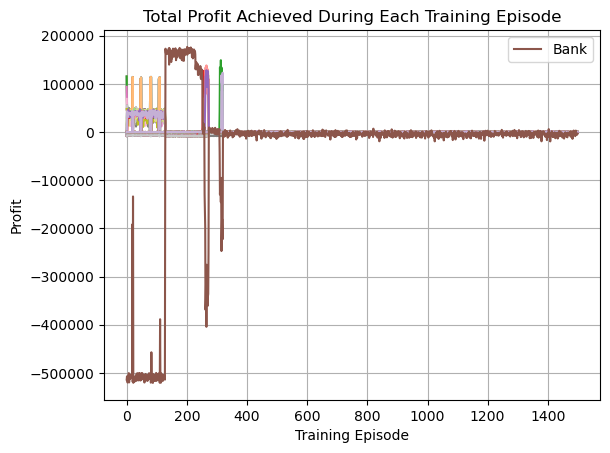 Total Profit Achieved During Each Training Episode
Bank
200000
100000
0
−100000
−200000
−300000
−400000
−500000
Profit
0 200 400 600 800 1000 1200 1400
Training Episode